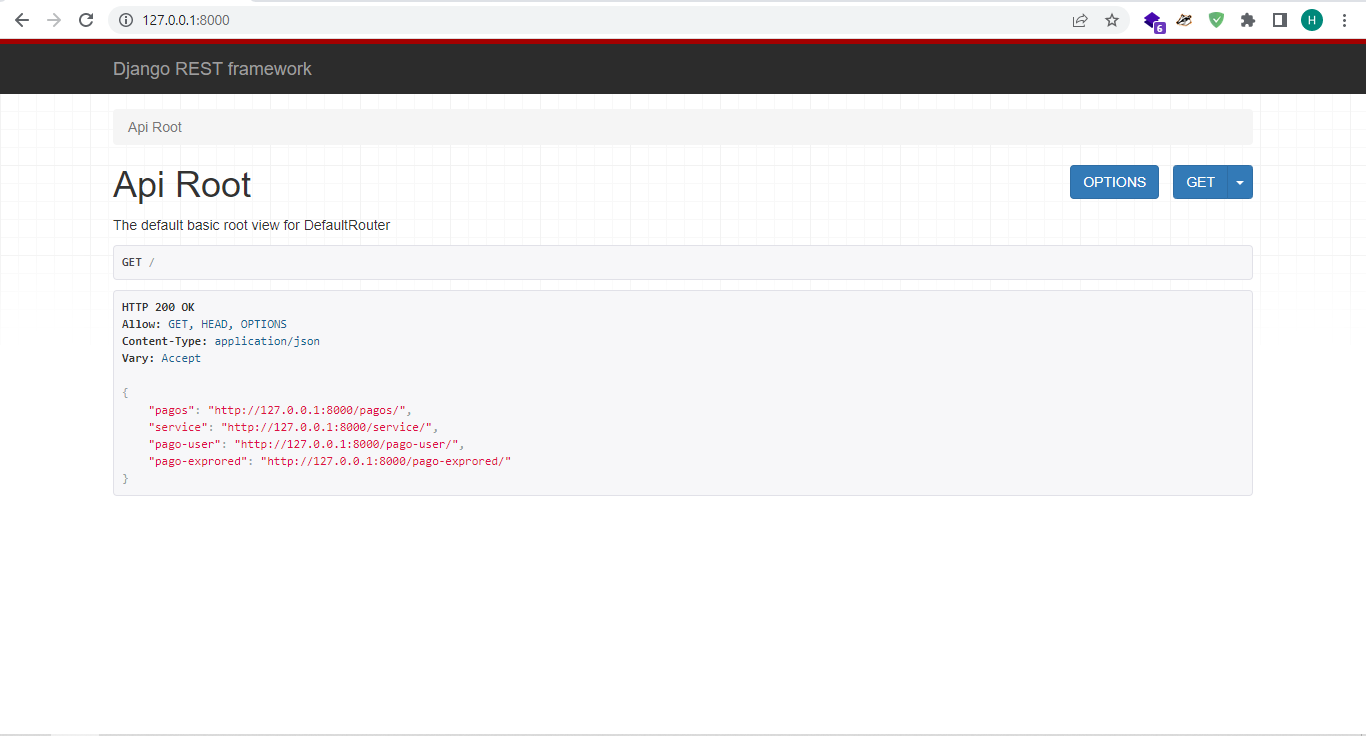 127.0.0.1:8000
6
H
Django REST framework
Api Root
Api Root
OPTIONS
GET
The default basic root view for DefaultRouter
GET /
HTTP 200 OK
Allow: GET, HEAD, OPTIONS
Content-Type: application/json
Vary: Accept
{
"pagos": "http://127.0.0.1:8000/pagos/",
"service": "http://127.0.0.1:8000/service/",
"pago-user": "http://127.0.0.1:8000/pago-user/",
"pago-exprored": "http://127.0.0.1:8000/pago-exprored/"
}